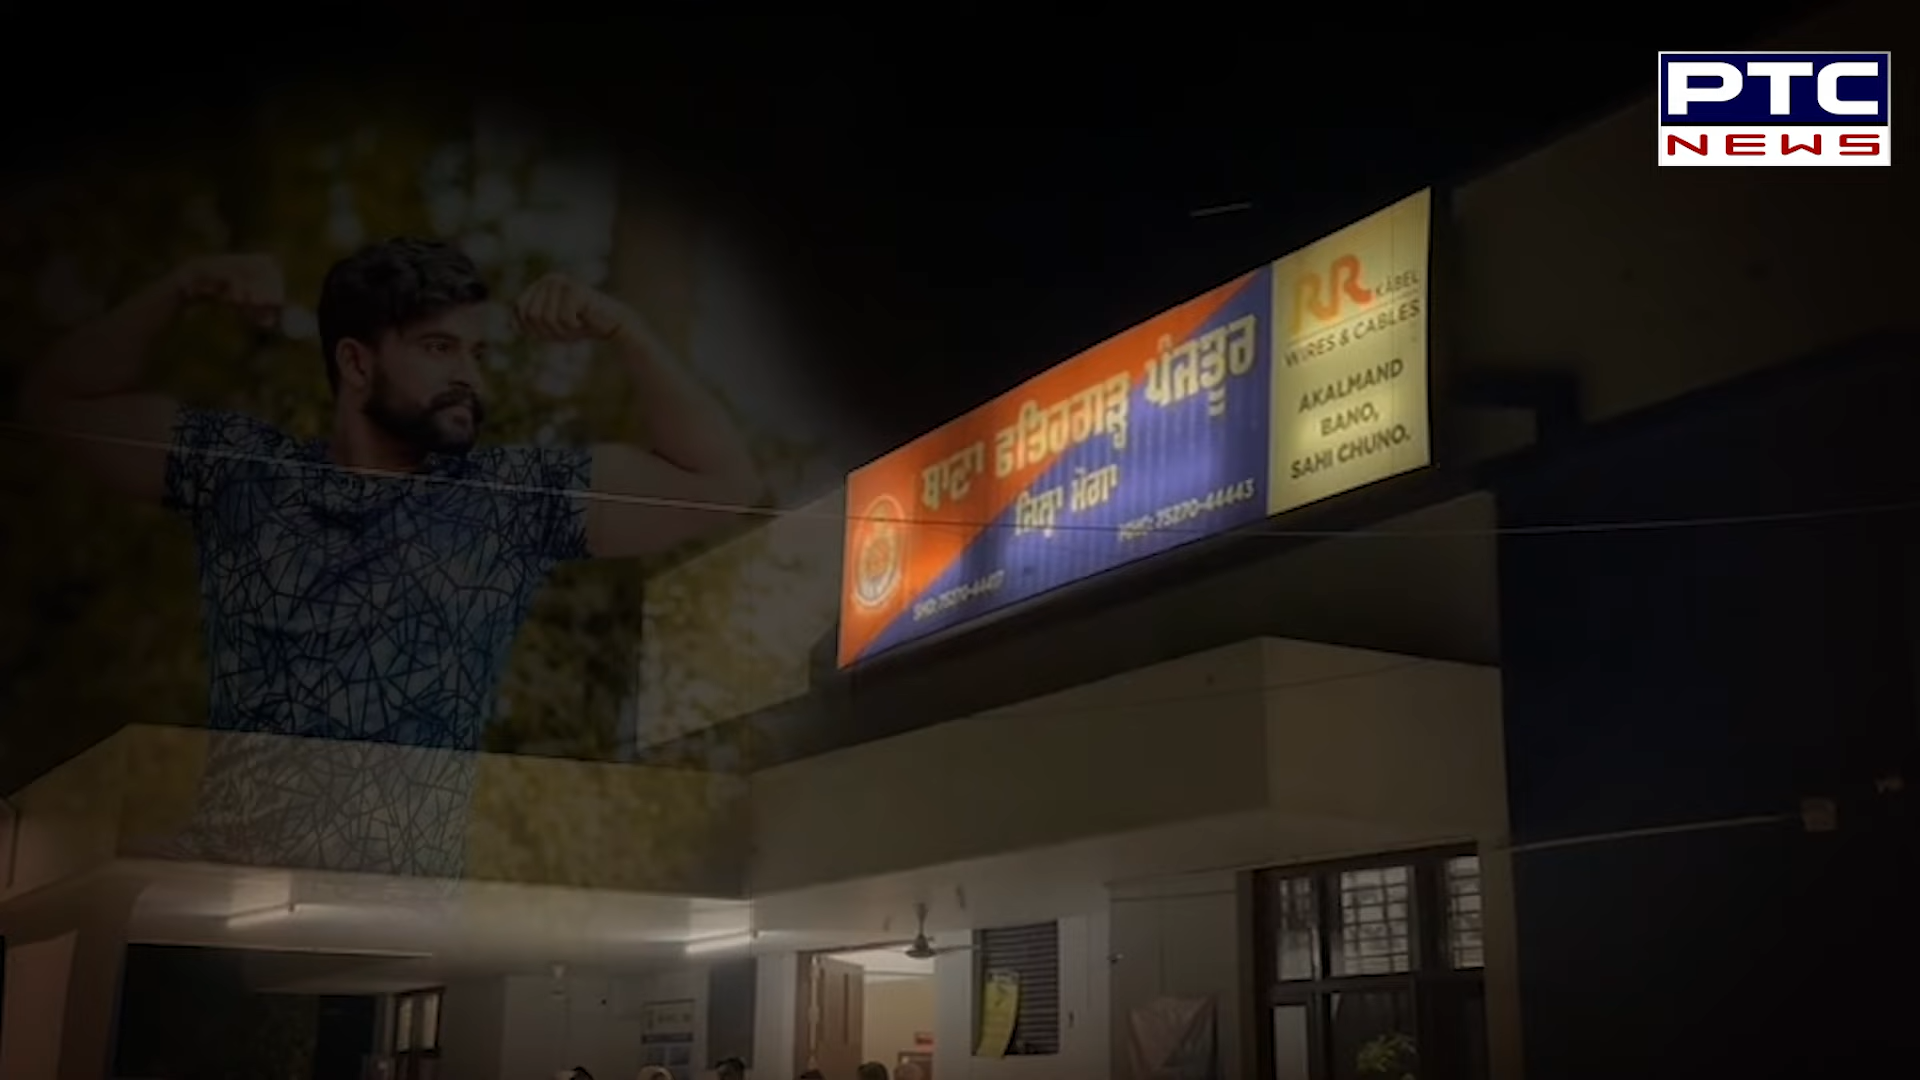 PTC
NEWS
ਥਾਣਾ ਫਤਿਹਗੜ੍ਹ ਪੰਜਤੂਰ
ਜਿਲ੍ਹਾ ਮੋਗਾ
75270-44443
RR KABEL
WIRES & CABLES
AKALMAND
BANO,
SAHI CHUNO.